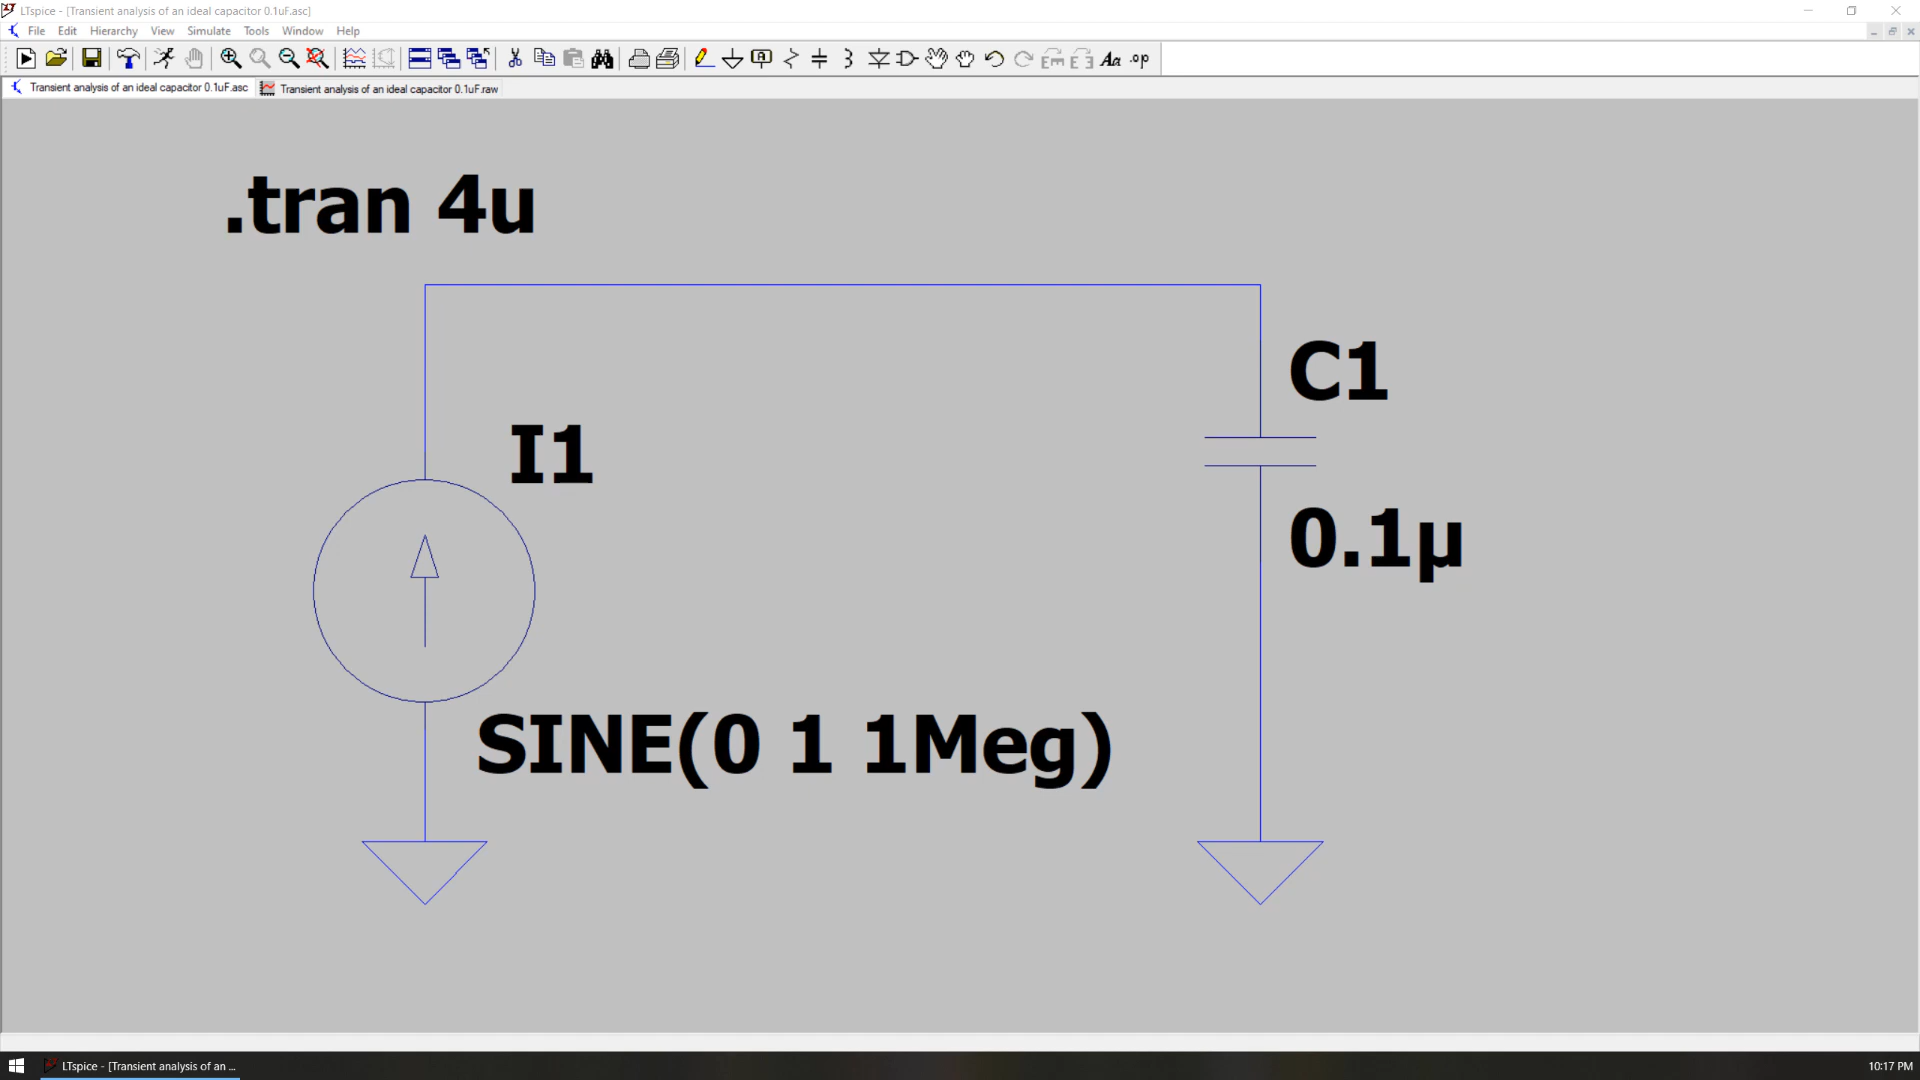 LTspice - [Transient analysis of an ideal capacitor 0.1uF.asc]
File Edit Hierarchy View Simulate Tools Window Help
Aa .op
Transient analysis of an ideal capacitor 0.1uF.asc Transient analysis of an ideal capacitor 0.1uF.raw
.tran 4u
C1
I1
0.1µ
SINE(0 1 1Meg)
LTspice - [Transient analysis of an ... 10:17 PM